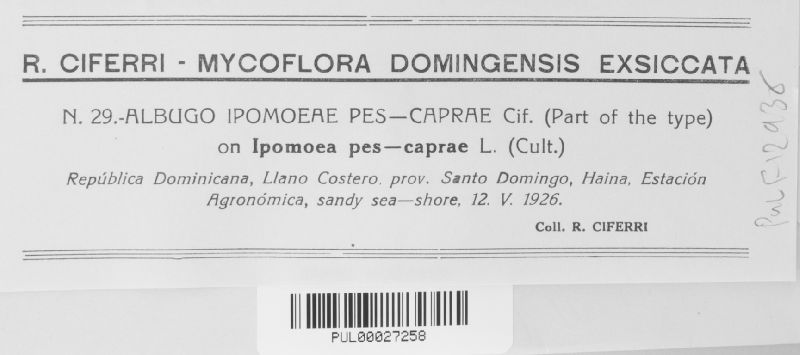 R. CIFERRI - MYCOFLORA DOMINGENSIS EXSICCATA
N. 29.-ALBUGO IPOMOEAE PES—CAPRAE Cif. (Part of the type)
on Ipomoea pes—caprae L. (Cult.)
República Dominicana, Llano Costero. prov. Santo Domingo, Haina, Estación
Agronómica, sandy sea—shore, 12. V. 1926.
Coll. R. CIFERRI
PUL F12938
PUL00027258